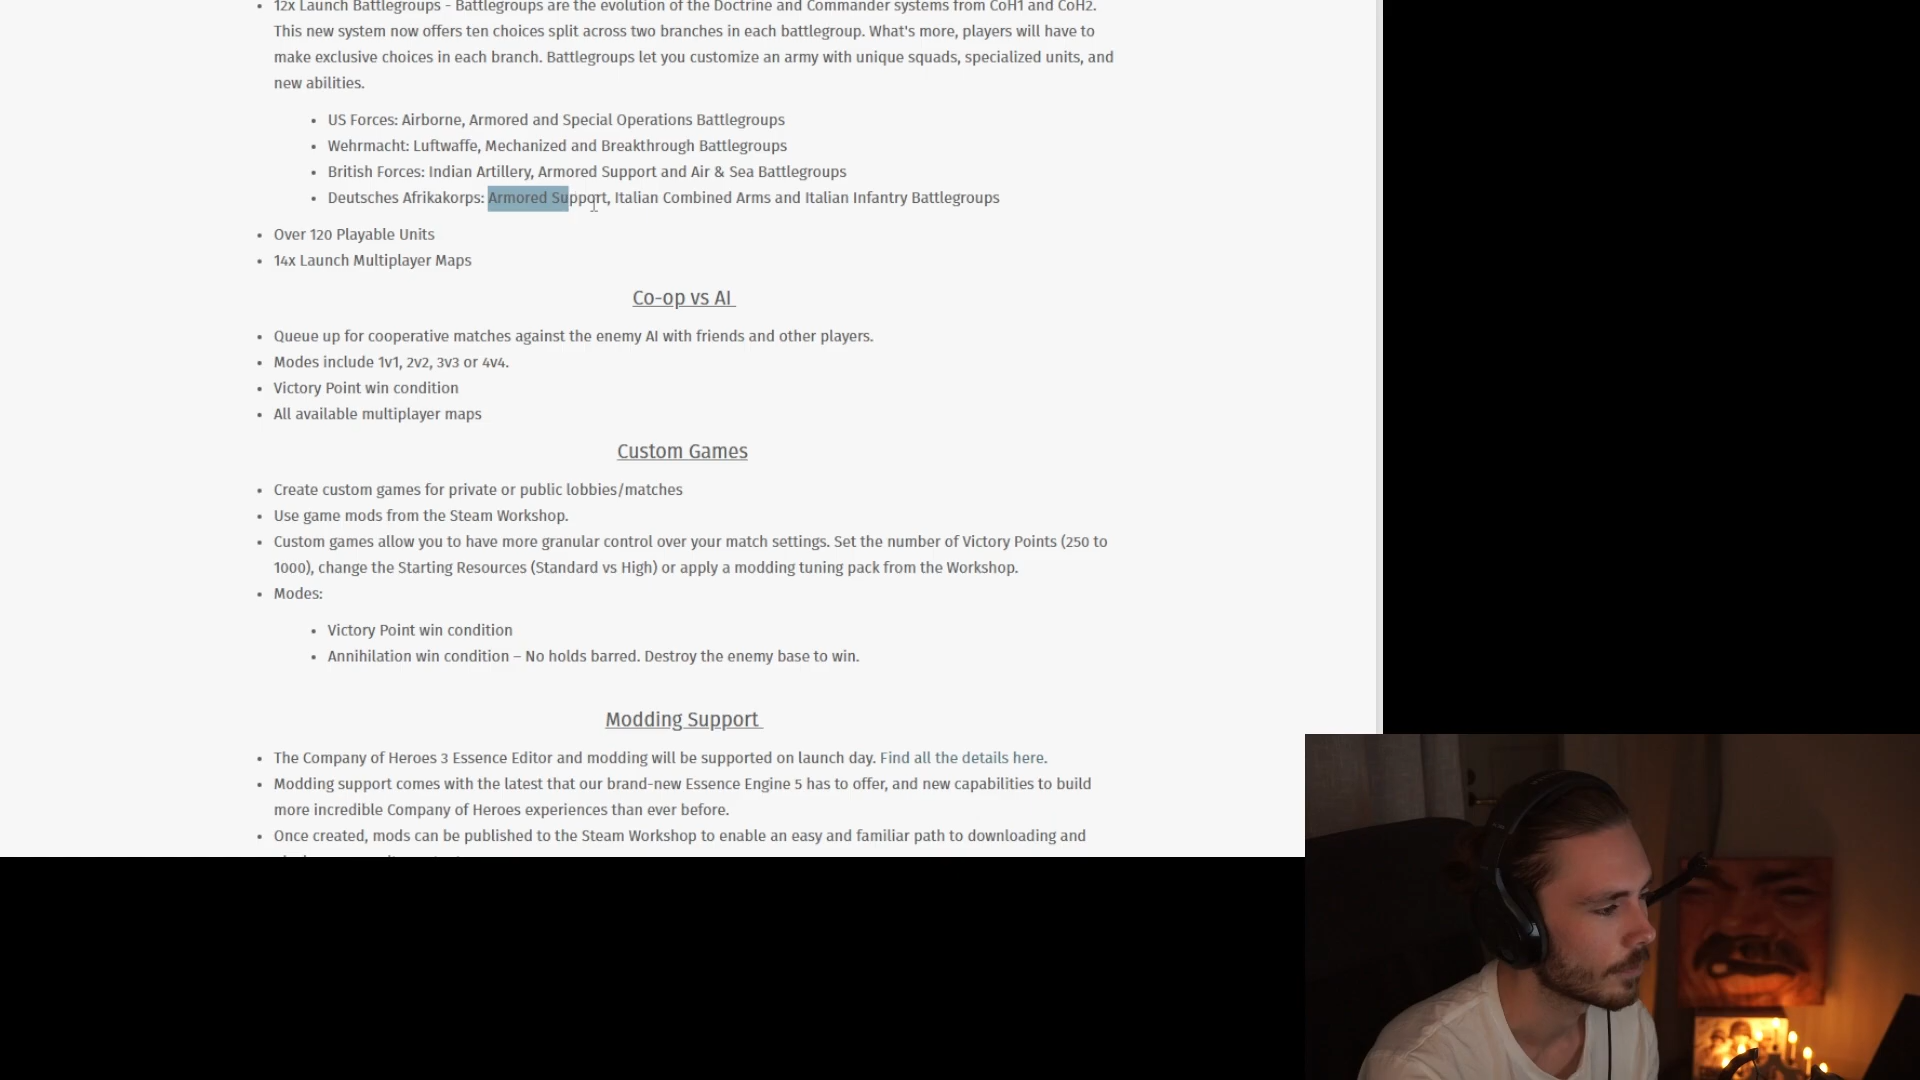 12x Launch Battlegroups - Battlegroups are the evolution of the Doctrine and Commander systems from CoH1 and CoH2.
This new system now offers ten choices split across two branches in each battlegroup. What's more, players will have to
make exclusive choices in each branch. Battlegroups let you customize an army with unique squads, specialized units, and
new abilities.
US Forces: Airborne, Armored and Special Operations Battlegroups
Wehrmacht: Luftwaffe, Mechanized and Breakthrough Battlegroups
British Forces: Indian Artillery, Armored Support and Air & Sea Battlegroups
Deutsches Afrikakorps: Armored Support, Italian Combined Arms and Italian Infantry Battlegroups
Over 120 Playable Units
14x Launch Multiplayer Maps
Co-op vs AI
Queue up for cooperative matches against the enemy AI with friends and other players.
Modes include 1v1, 2v2, 3v3 or 4v4.
Victory Point win condition
All available multiplayer maps
Custom Games
Create custom games for private or public lobbies/matches
Use game mods from the Steam Workshop.
Custom games allow you to have more granular control over your match settings. Set the number of Victory Points (250 to
1000), change the Starting Resources (Standard vs High) or apply a modding tuning pack from the Workshop.
Modes:
Victory Point win condition
Annihilation win condition – No holds barred. Destroy the enemy base to win.
Modding Support
The Company of Heroes 3 Essence Editor and modding will be supported on launch day. Find all the details here.
Modding support comes with the latest that our brand-new Essence Engine 5 has to offer, and new capabilities to build
more incredible Company of Heroes experiences than ever before.
Once created, mods can be published to the Steam Workshop to enable an easy and familiar path to downloading and